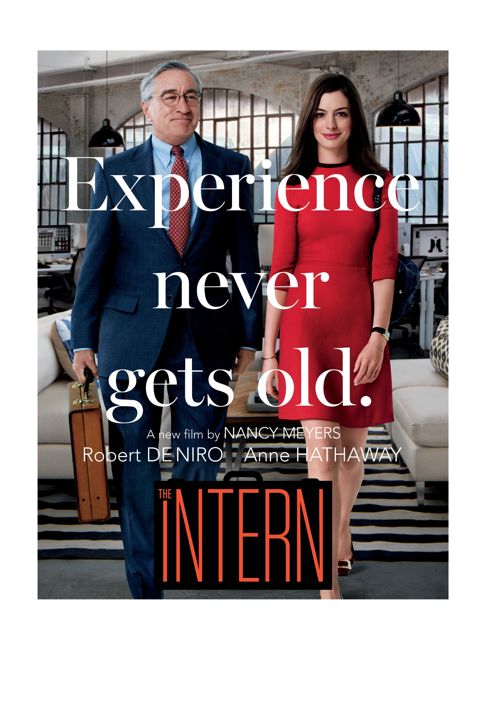 Experience
never
gets old.
A new film by NANCY MEYERS
Robert DE NIRO Anne HATHAWAY
THE
INTERN